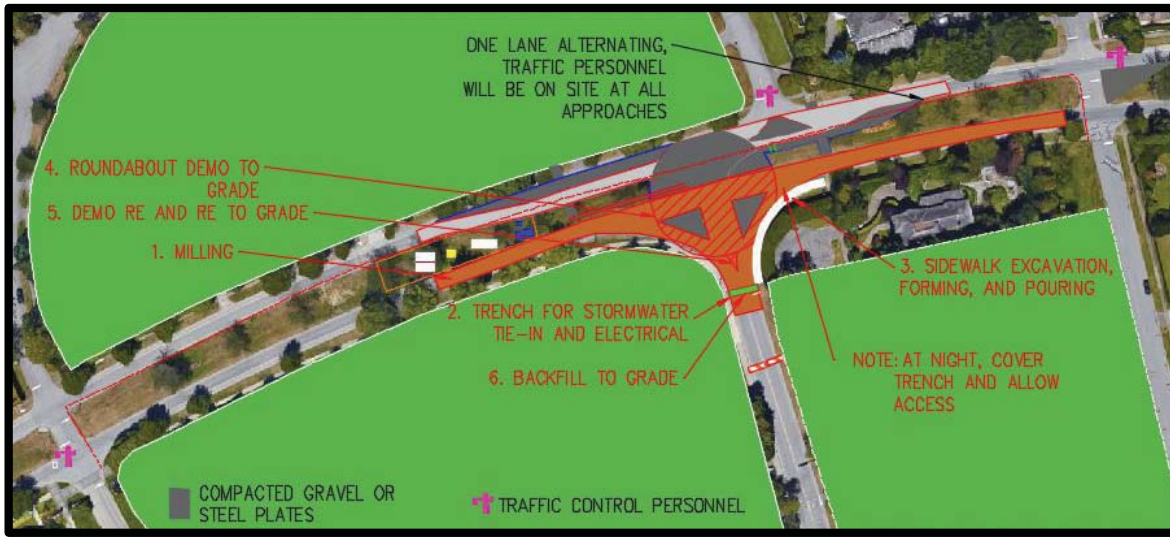 ONE LANE ALTERNATING,
TRAFFIC PERSONNEL
WILL BE ON SITE AT ALL
APPROACHES
4. ROUNDABOUT DEMO TO
GRADE
5. DEMO RE AND RE TO GRADE
1. MILLING
2. TRENCH FOR STORMWATER
TIE-IN AND ELECTRICAL
6. BACKFILL TO GRADE
3. SIDEWALK EXCAVATION,
FORMING, AND POURING
NOTE: AT NIGHT, COVER
TRENCH AND ALLOW
ACCESS
COMPACTED GRAVEL OR
STEEL PLATES
TRAFFIC CONTROL PERSONNEL